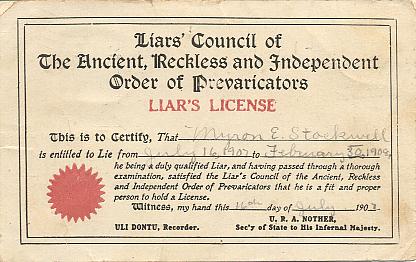 Liars' Council of
The Ancient, Reckless and Independent
Order of Prevaricators
LIAR'S LICENSE
This is to Certify, That Myron E. Stockwell
is entitled to Lie from July 16, 1907 to February 30, 1909,
he being a duly qualified Liar, and having passed through a thorough
examination, satisfied the Liar's Council of the Ancient, Reckless
and Independent Order of Prevaricators that he is a fit and proper
person to hold a License.
Witness, my hand this 16th day of July 190
U. R. A. NOTHER,
ULI DONTU, Recorder. Sec'y of State to His Infernal Majesty.